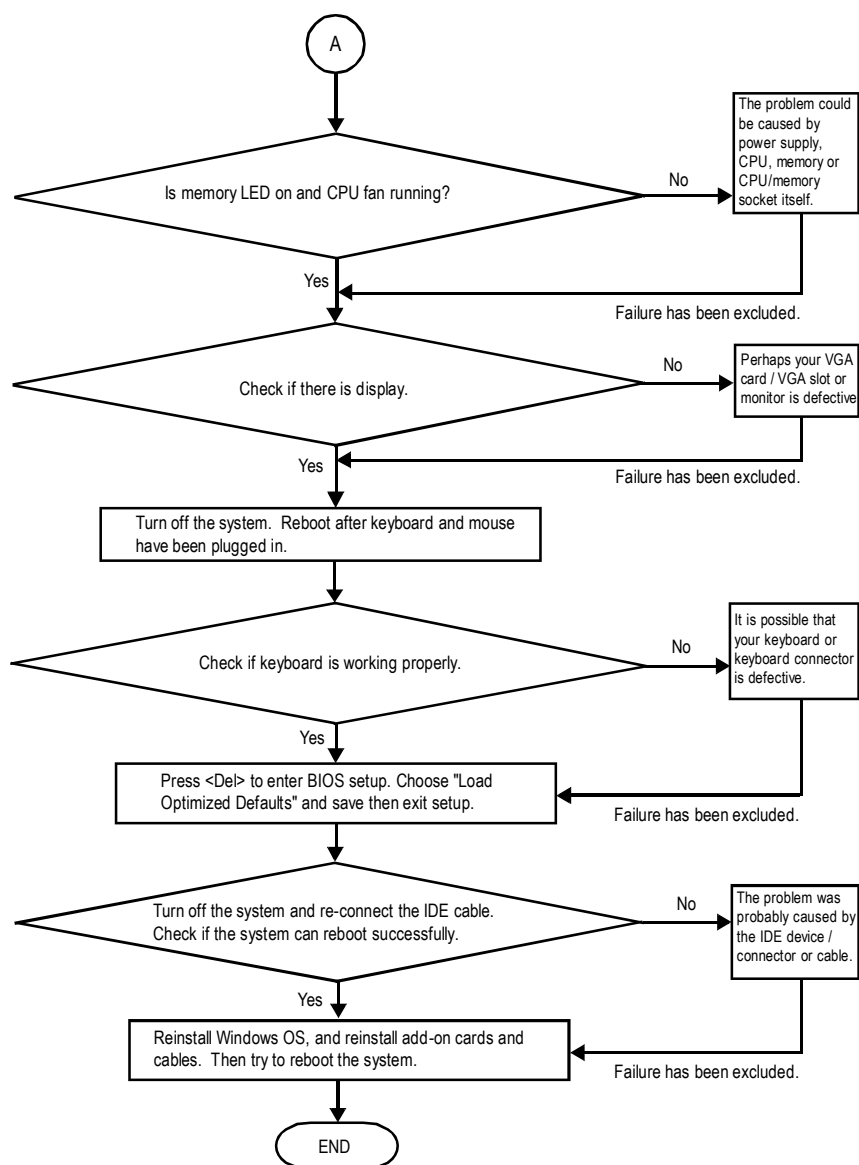 A
Is memory LED on and CPU fan running?
No
The problem could
be caused by
power supply,
CPU, memory or
CPU/memory
socket itself.
Yes
Failure has been excluded.
Check if there is display.
No
Perhaps your VGA
card / VGA slot or
monitor is defective
Yes
Failure has been excluded.
Turn off the system.  Reboot after keyboard and mouse
have been plugged in.
Check if keyboard is working properly.
No
It is possible that
your keyboard or
keyboard connector
is defective.
Yes
Press <Del> to enter BIOS setup. Choose "Load
Optimized Defaults" and save then exit setup.
Failure has been excluded.
Turn off the system and re-connect the IDE cable.
Check if the system can reboot successfully.
No
The problem was
probably caused by
the IDE device /
connector or cable.
Yes
Reinstall Windows OS, and reinstall add-on cards and
cables.  Then try to reboot the system.
Failure has been excluded.
END